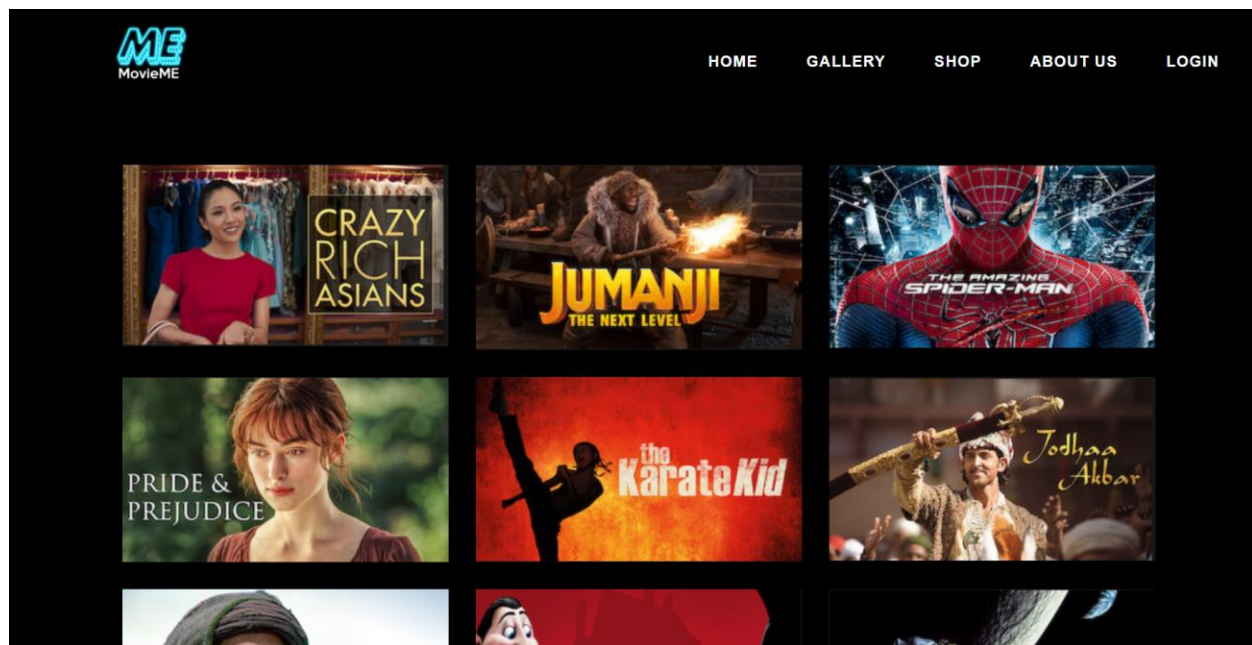 ME
MovieME
HOME GALLERY SHOP ABOUT US LOGIN
CRAZY
RICH
ASIANS
JUMANJI
THE NEXT LEVEL
THE AMAZING
SPIDER-MAN
PRIDE &
PREJUDICE
the
Karate Kid
Jodhaa
Akbar